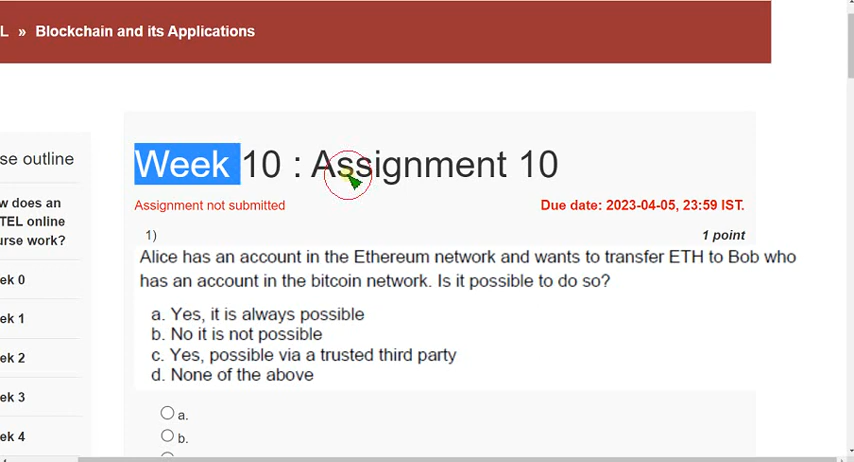 L » Blockchain and its Applications
se outline
w does an
TEL online
urse work?
ek 0
ek 1
ek 2
ek 3
ek 4
Week 10 : Assignment 10
Assignment not submitted
Due date: 2023-04-05, 23:59 IST.
1)
1 point
Alice has an account in the Ethereum network and wants to transfer ETH to Bob who
has an account in the bitcoin network. Is it possible to do so?
a. Yes, it is always possible
b. No it is not possible
c. Yes, possible via a trusted third party
d. None of the above
a.
b.